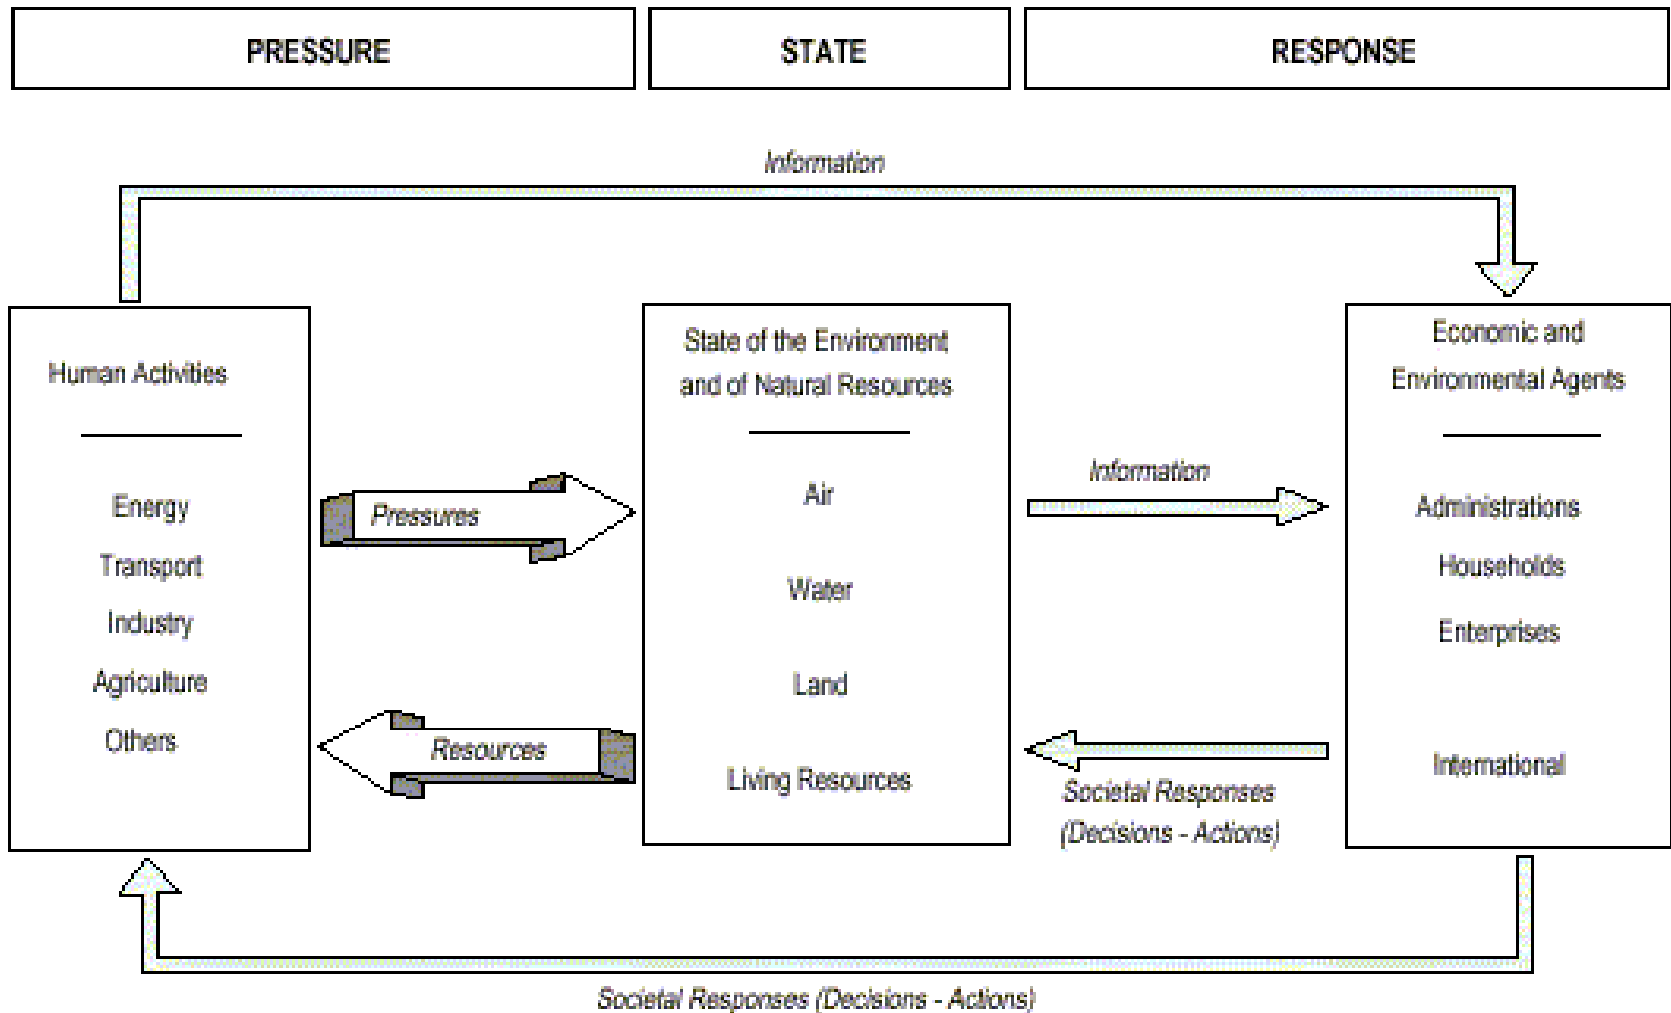 PRESSURE
STATE
RESPONSE
Information
Human Activities
Energy
Transport
Industry
Agriculture
Others
Pressures
Resources
State of the Environment
and of Natural Resources
Air
Water
Land
Living Resources
Information
Societal Responses
(Decisions - Actions)
Economic and
Environmental Agents
Administrations
Households
Enterprises
International
Societal Responses (Decisions - Actions)